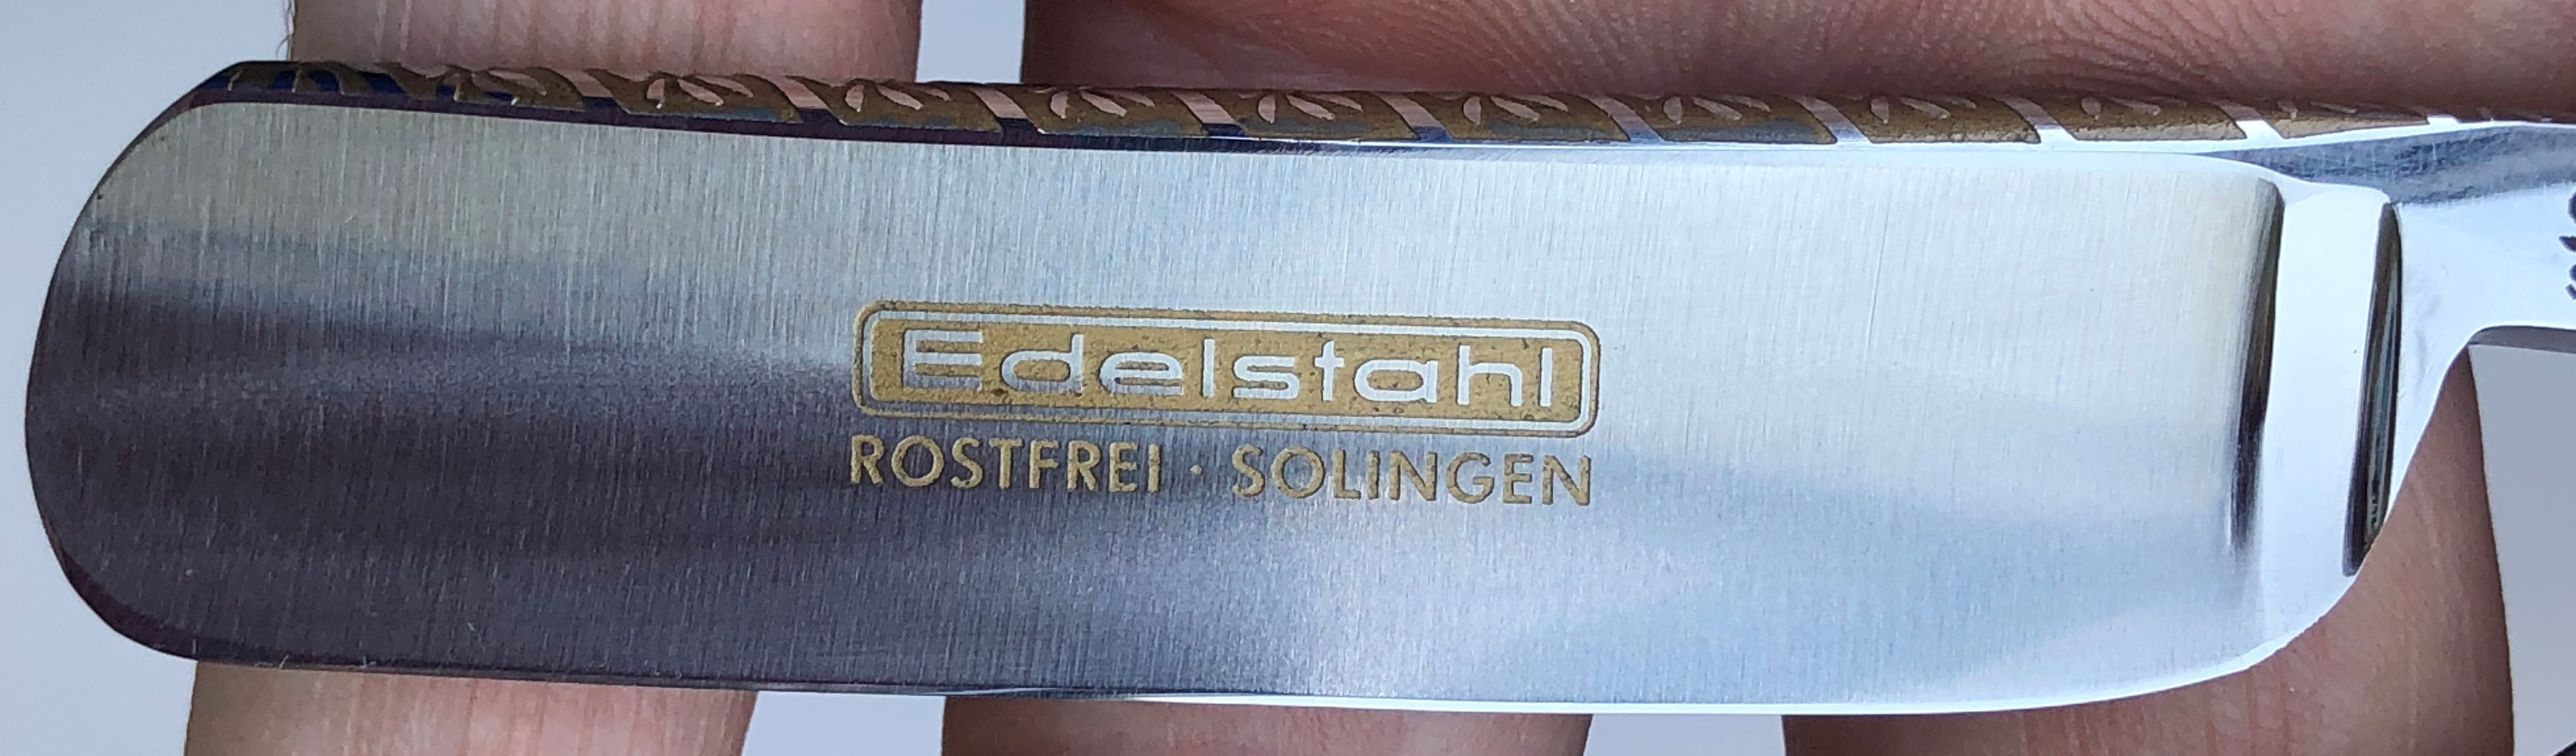 Edelstahl
ROSTFREI · SOLINGEN